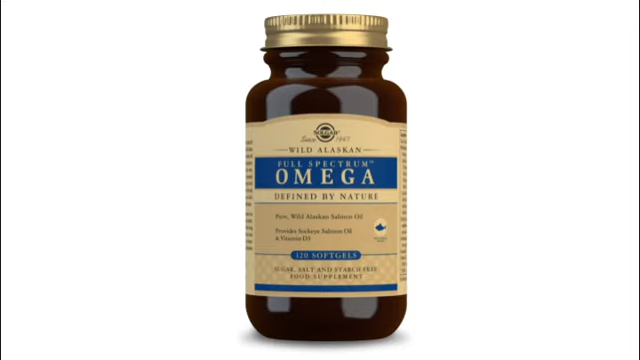 SOLGAR
Since 1947
WILD ALASKAN
FULL SPECTRUM™
OMEGA
DEFINED BY NATURE
Pure, Wild Alaskan Salmon Oil
Provides Sockeye Salmon Oil
& Vitamin D3
120 SOFTGELS
SUGAR, SALT AND STARCH FREE
FOOD SUPPLEMENT